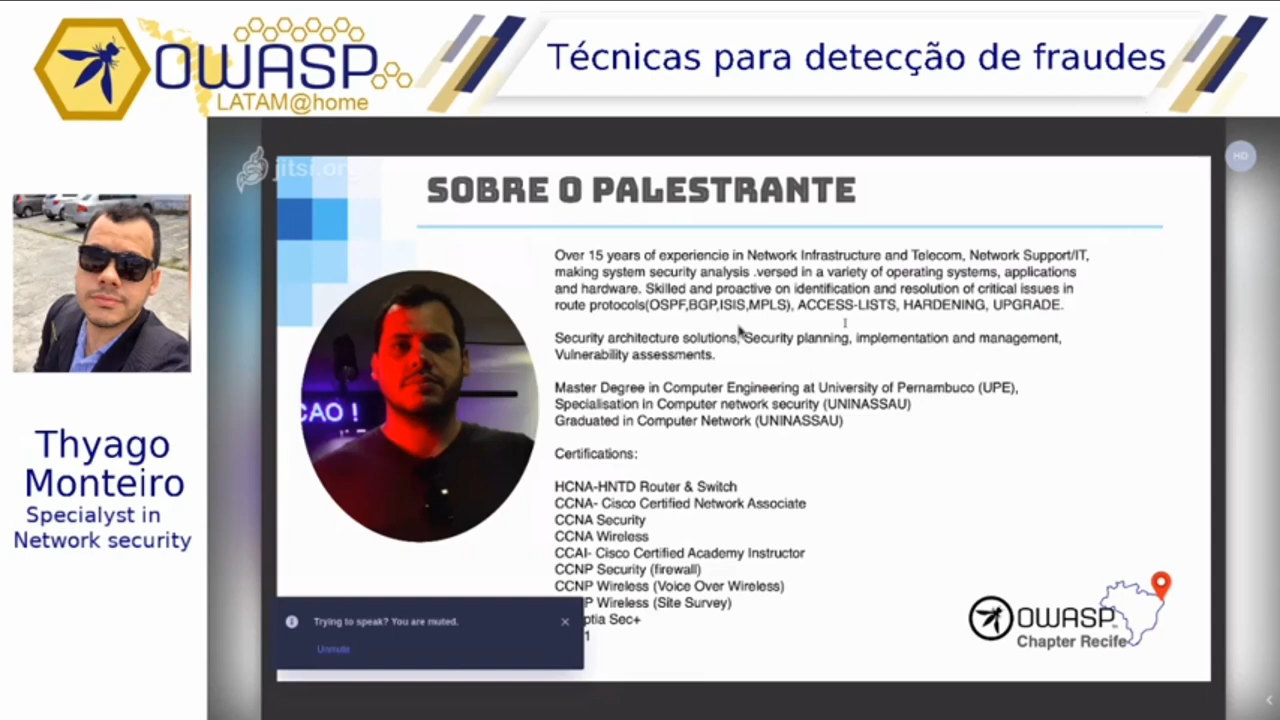 OWASP
LATAM@home
Técnicas para detecção de fraudes
jitsi.org
HD
SOBRE O PALESTRANTE
Over 15 years of experiencie in Network Infrastructure and Telecom, Network Support/IT,
making system security analysis .versed in a variety of operating systems, applications
and hardware. Skilled and proactive on identification and resolution of critical issues in
route protocols(OSPF,BGP,ISIS,MPLS), ACCESS-LISTS, HARDENING, UPGRADE.
Security architecture solutions, Security planning, implementation and management,
Vulnerability assessments.
Master Degree in Computer Engineering at University of Pernambuco (UPE),
Specialisation in Computer network security (UNINASSAU)
Graduated in Computer Network (UNINASSAU)
Certifications:
HCNA-HNTD Router & Switch
CCNA- Cisco Certified Network Associate
CCNA Security
CCNA Wireless
CCAI- Cisco Certified Academy Instructor
CCNP Security (firewall)
CCNP Wireless (Voice Over Wireless)
P Wireless (Site Survey)
ptia Sec+
1
ÇAO !
Thyago
Monteiro
Specialyst in
Network security
Trying to speak? You are muted.
Unmute
OWASP
Chapter Recife